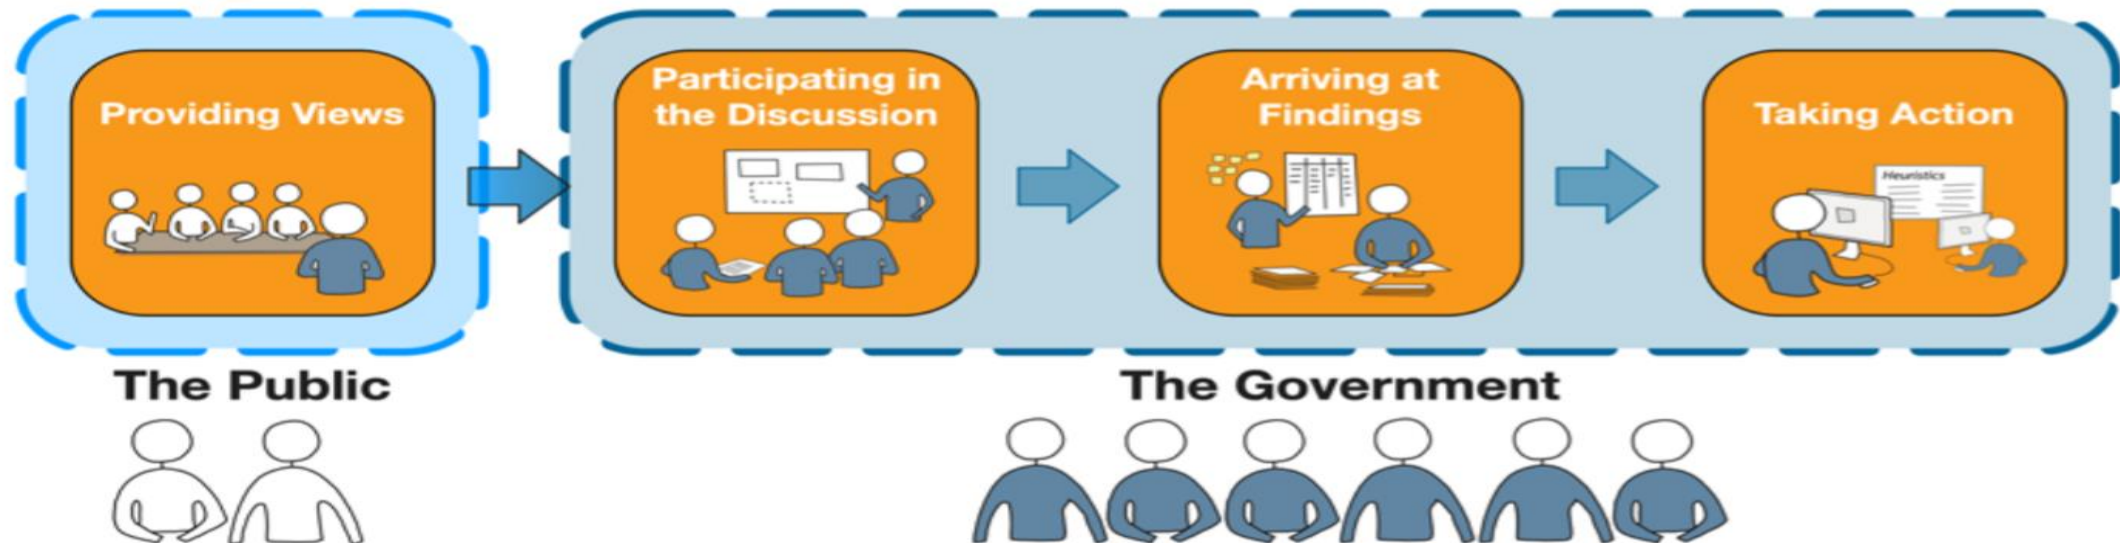 Providing Views
Participating in
the Discussion
Arriving at
Findings
Taking Action
Heuristics
The Public
The Government